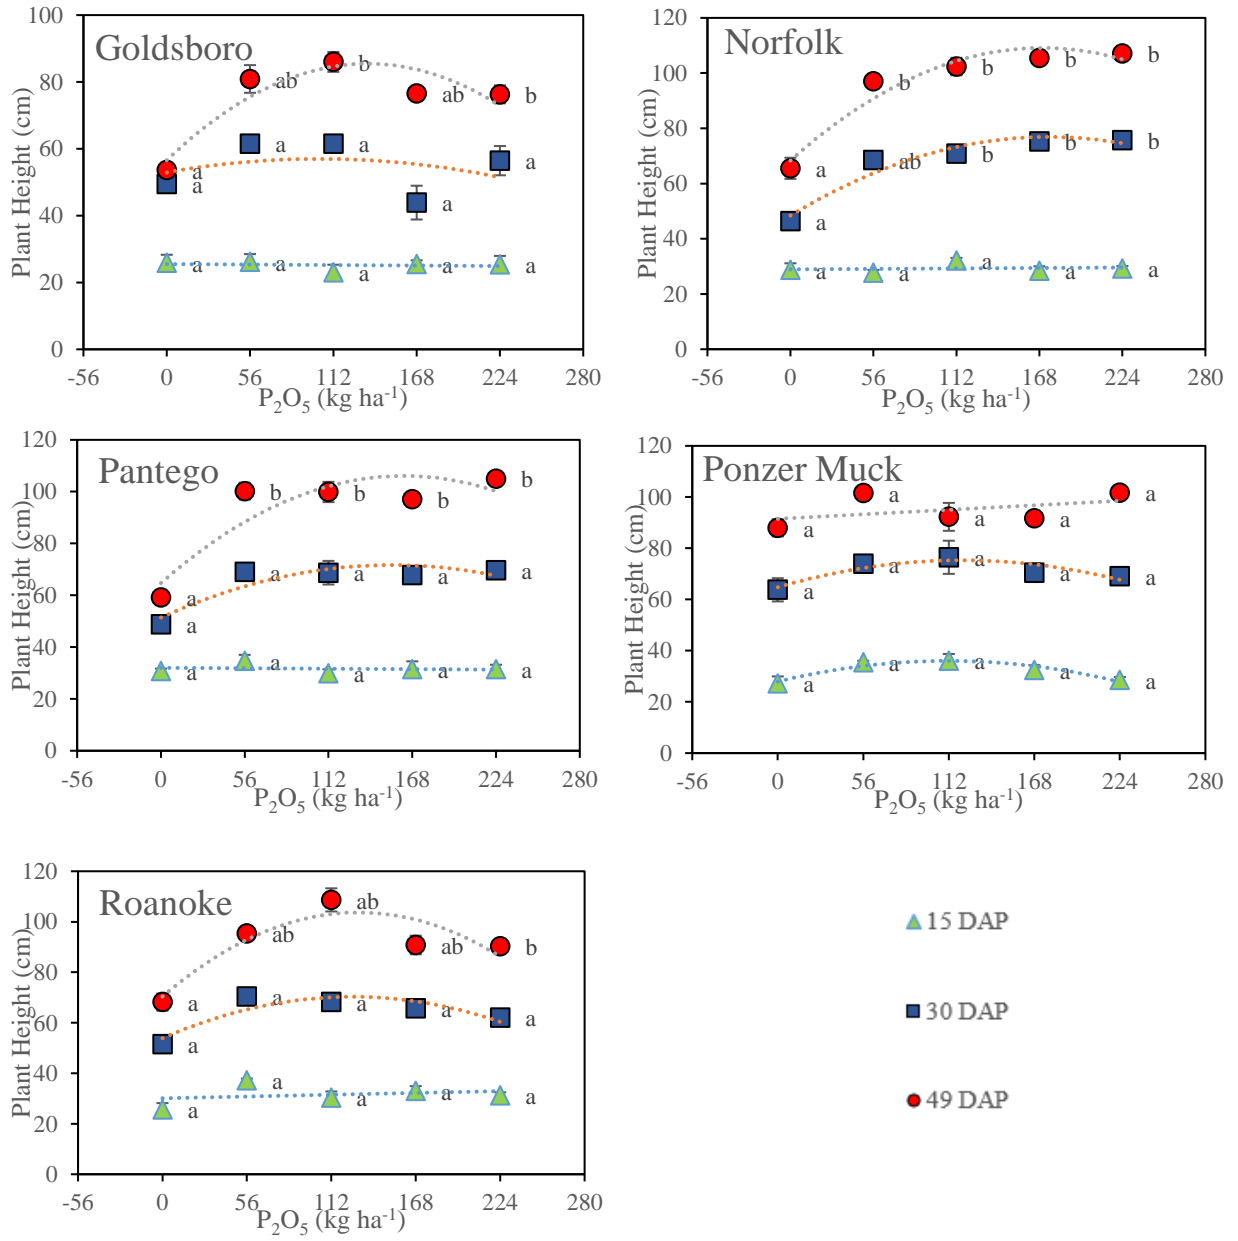 Goldsboro
Plant Height (cm)
100
80
60
40
20
0
a ab b ab b
a a a a a
a a a a a
-56 0 56 112 168 224 280
P₂O₅ (kg ha⁻¹)
Norfolk
Plant Height (cm)
120
100
80
60
40
20
0
a b b b b
a ab b b b
a a a a a
-56 0 56 112 168 224 280
P₂O₅ (kg ha⁻¹)
Pantego
Plant Height (cm)
120
100
80
60
40
20
0
a b b b b
a a a a a
a a a a a
-56 0 56 112 168 224 280
P₂O₅ (kg ha⁻¹)
Ponzer Muck
Plant Height (cm)
120
100
80
60
40
20
0
a a a a a
a a a a a
a a a a a
-56 0 56 112 168 224 280
P₂O₅ (kg ha⁻¹)
Roanoke
Plant Height (cm)
120
100
80
60
40
20
0
a ab ab ab b
a a a a a
a a a a a
-56 0 56 112 168 224 280
P₂O₅ (kg ha⁻¹)
15 DAP
30 DAP
49 DAP